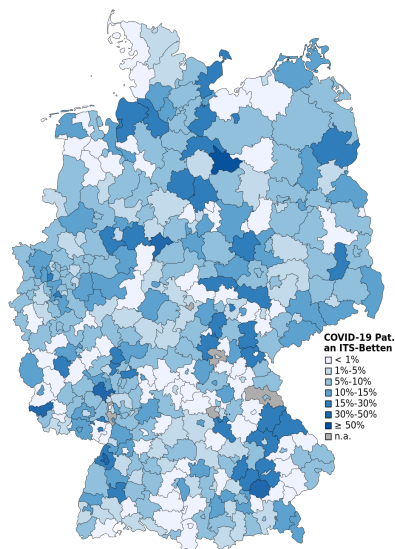 COVID-19 Pat.
an ITS-Betten
< 1%
1%-5%
5%-10%
10%-15%
15%-30%
30%-50%
≥ 50%
n.a.